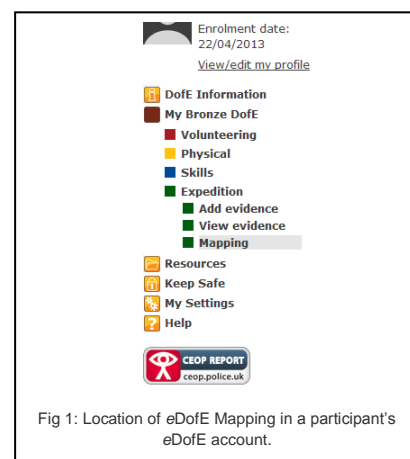 Enrolment date:
22/04/2013
View/edit my profile
DofE Information
My Bronze DofE
Volunteering
Physical
Skills
Expedition
Add evidence
View evidence
Mapping
Resources
Keep Safe
My Settings
? Help
CEOP REPORT
ceop.police.uk
Fig 1: Location of eDofE Mapping in a participant's
eDofE account.